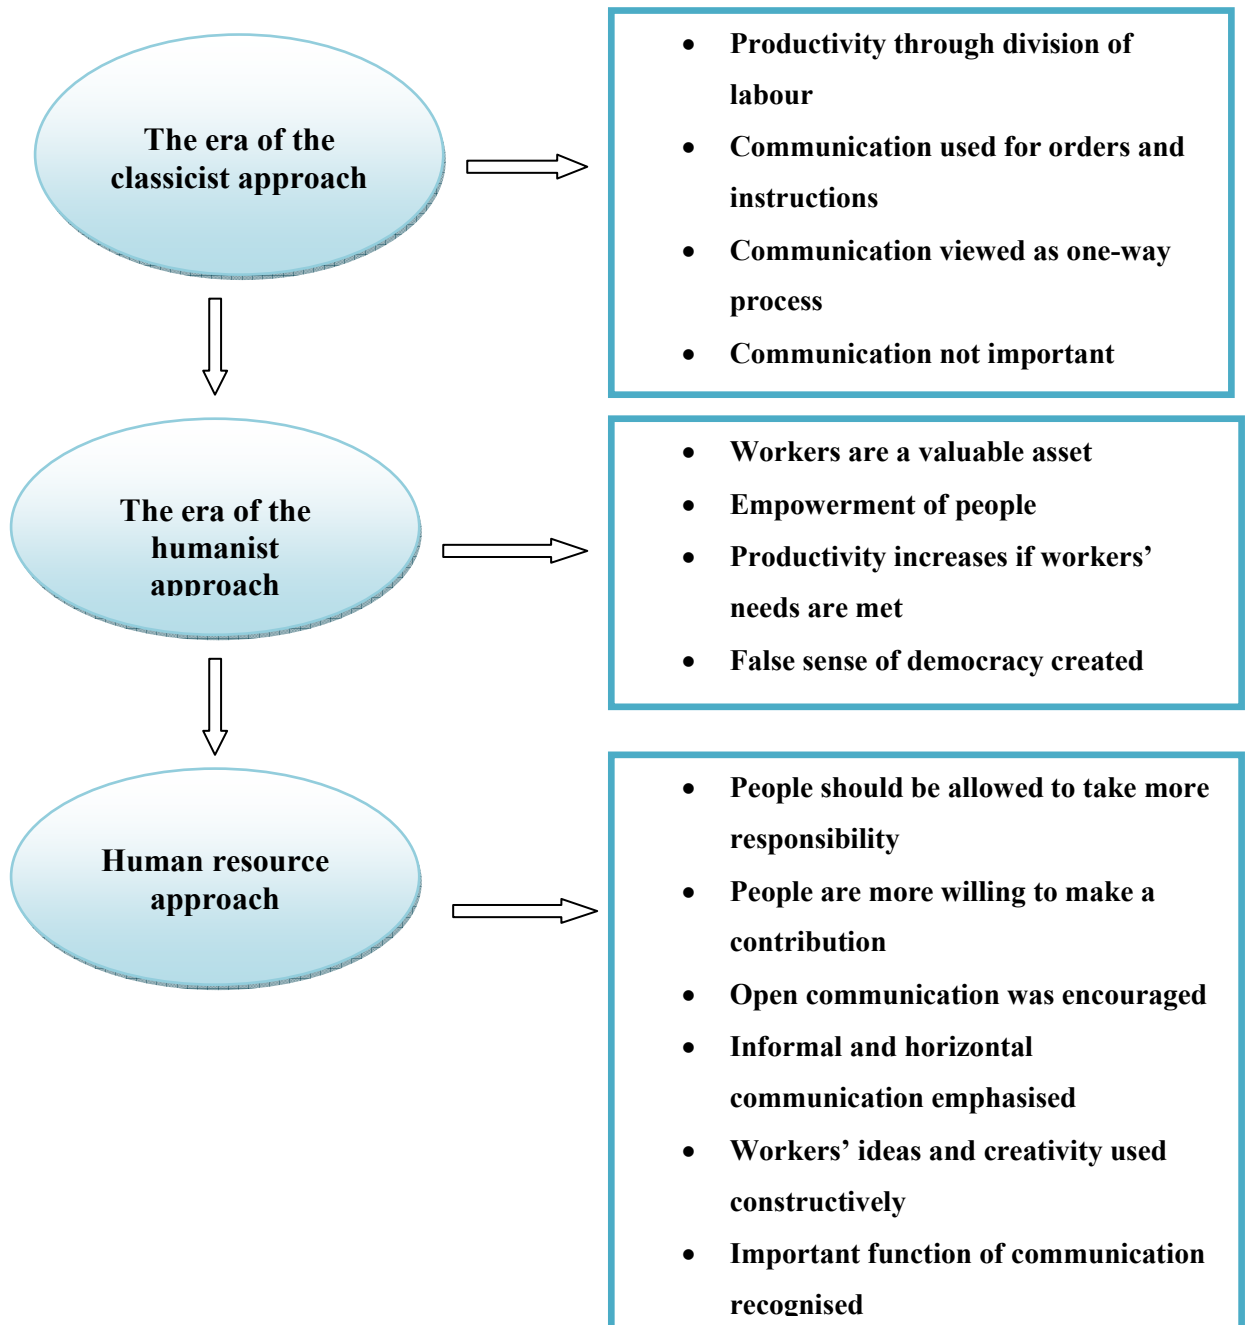 The era of the
classicist approach
• Productivity through division of
labour
• Communication used for orders and
instructions
• Communication viewed as one-way
process
• Communication not important
The era of the
humanist
approach
• Workers are a valuable asset
• Empowerment of people
• Productivity increases if workers’
needs are met
• False sense of democracy created
Human resource
approach
• People should be allowed to take more
responsibility
• People are more willing to make a
contribution
• Open communication was encouraged
• Informal and horizontal
communication emphasised
• Workers’ ideas and creativity used
constructively
• Important function of communication
recognised